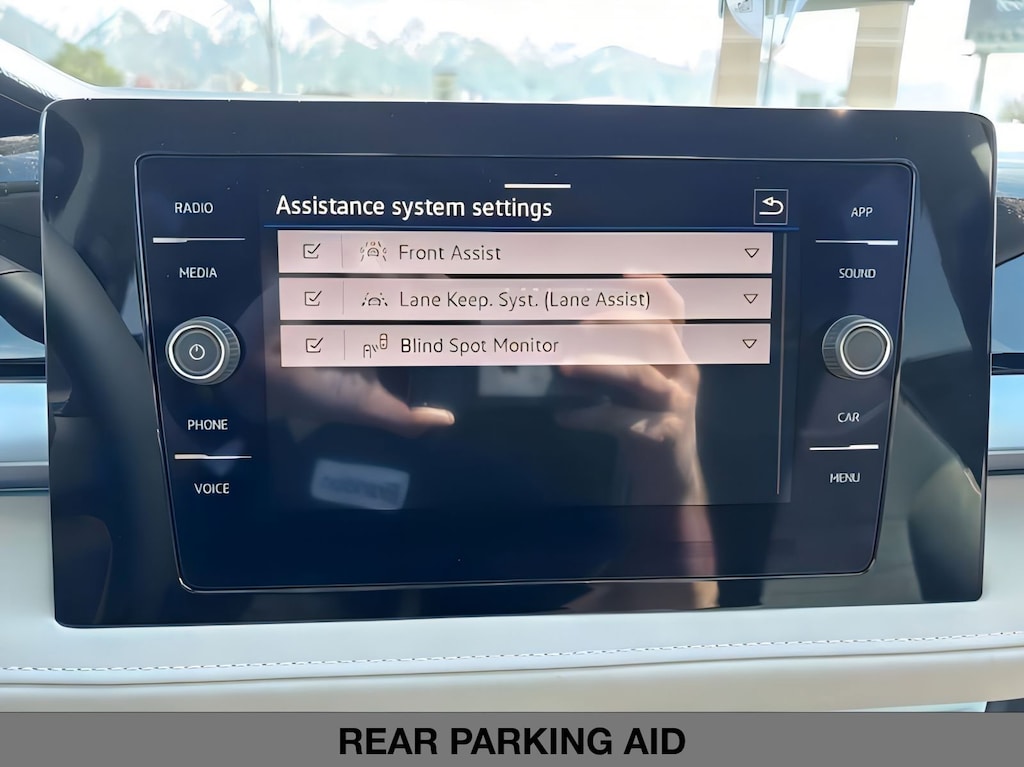 Assistance system settings
RADIO
MEDIA
PHONE
VOICE
Front Assist
Lane Keep. Syst. (Lane Assist)
Blind Spot Monitor
APP
SOUND
CAR
MENU
REAR PARKING AID